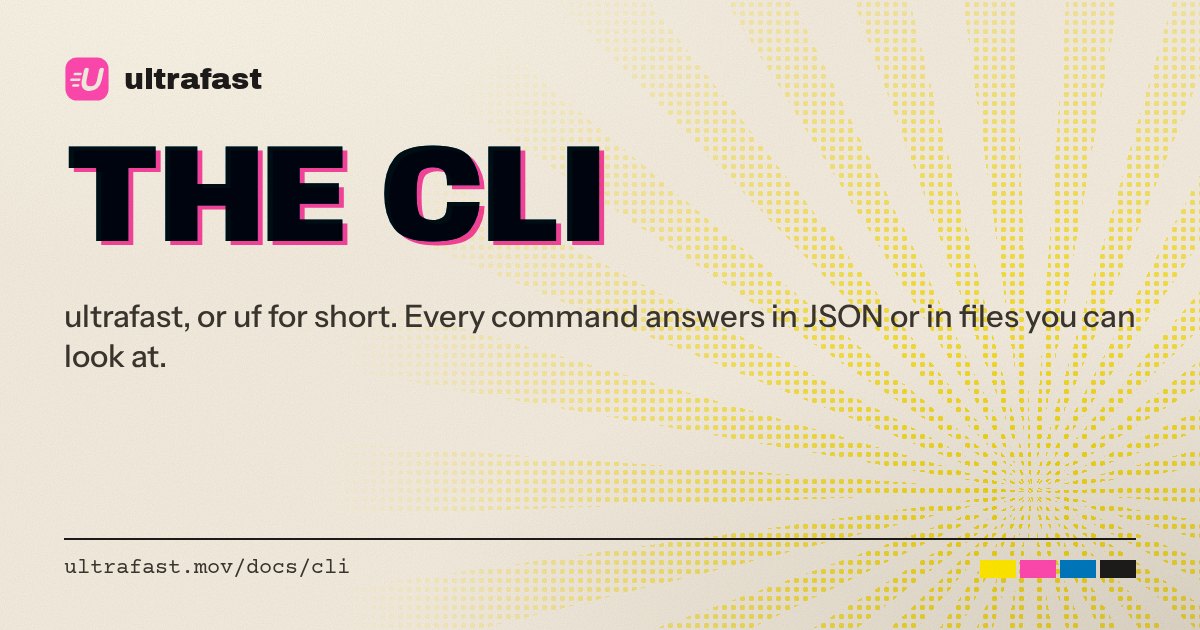 ultrafast
THE CLI
ultrafast, or uf for short. Every command answers in JSON or in files you can
look at.
ultrafast.mov/docs/cli